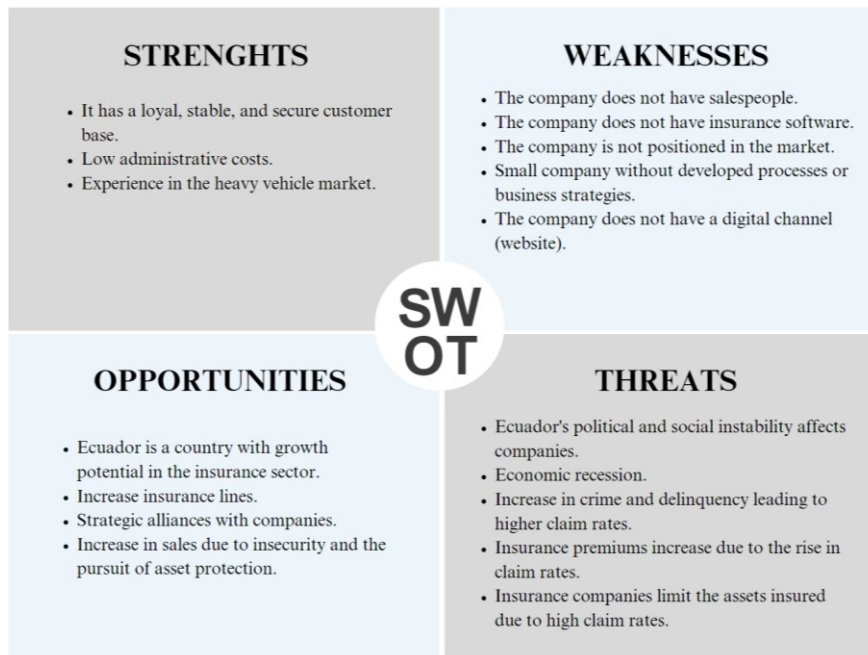 STRENGHTS
• It has a loyal, stable, and secure customer
base.
• Low administrative costs.
• Experience in the heavy vehicle market.
WEAKNESSES
• The company does not have salespeople.
• The company does not have insurance software.
• The company is not positioned in the market.
• Small company without developed processes or
business strategies.
• The company does not have a digital channel
(website).
SW
OT
OPPORTUNITIES
• Ecuador is a country with growth
potential in the insurance sector.
• Increase insurance lines.
• Strategic alliances with companies.
• Increase in sales due to insecurity and the
pursuit of asset protection.
THREATS
• Ecuador's political and social instability affects
companies.
• Economic recession.
• Increase in crime and delinquency leading to
higher claim rates.
• Insurance premiums increase due to the rise in
claim rates.
• Insurance companies limit the assets insured
due to high claim rates.